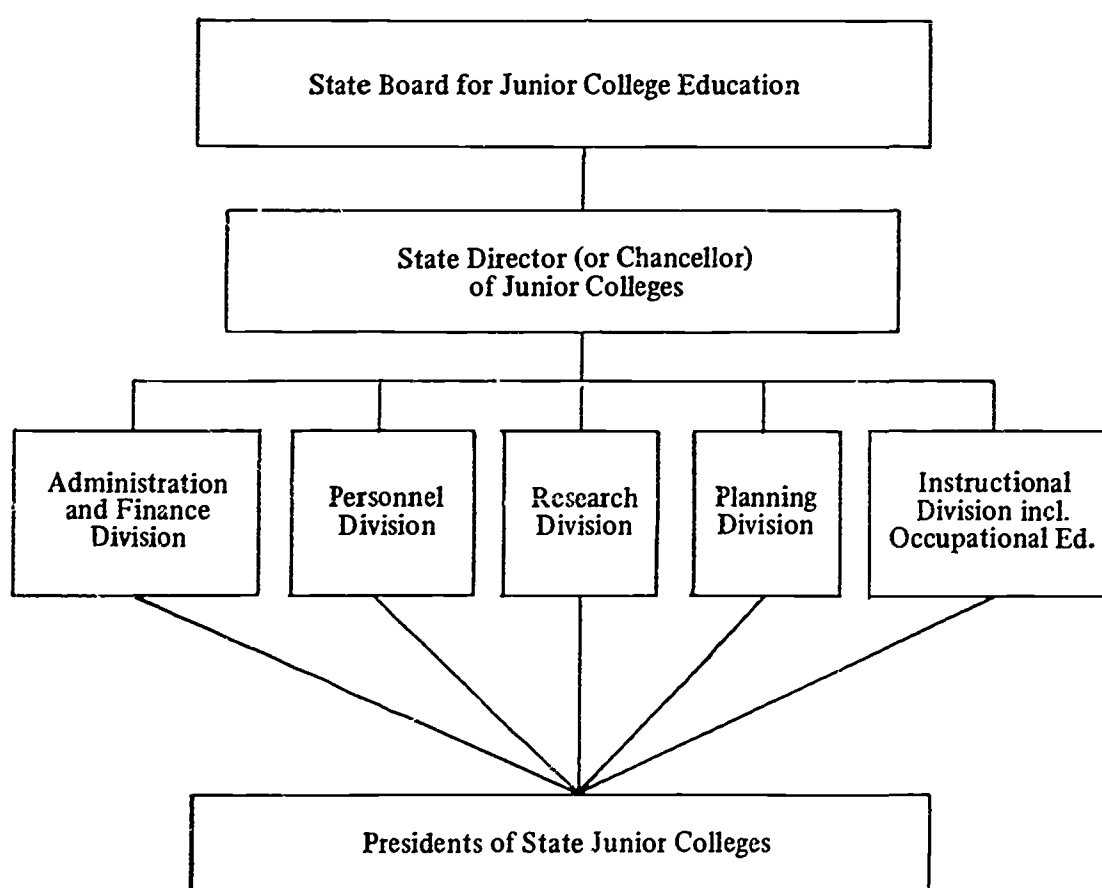 State Board for Junior College Education
State Director (or Chancellor)
of Junior Colleges
Administration
and Finance
Division
Personnel
Division
Research
Division
Planning
Division
Instructional
Division incl.
Occupational Ed.
Presidents of State Junior Colleges